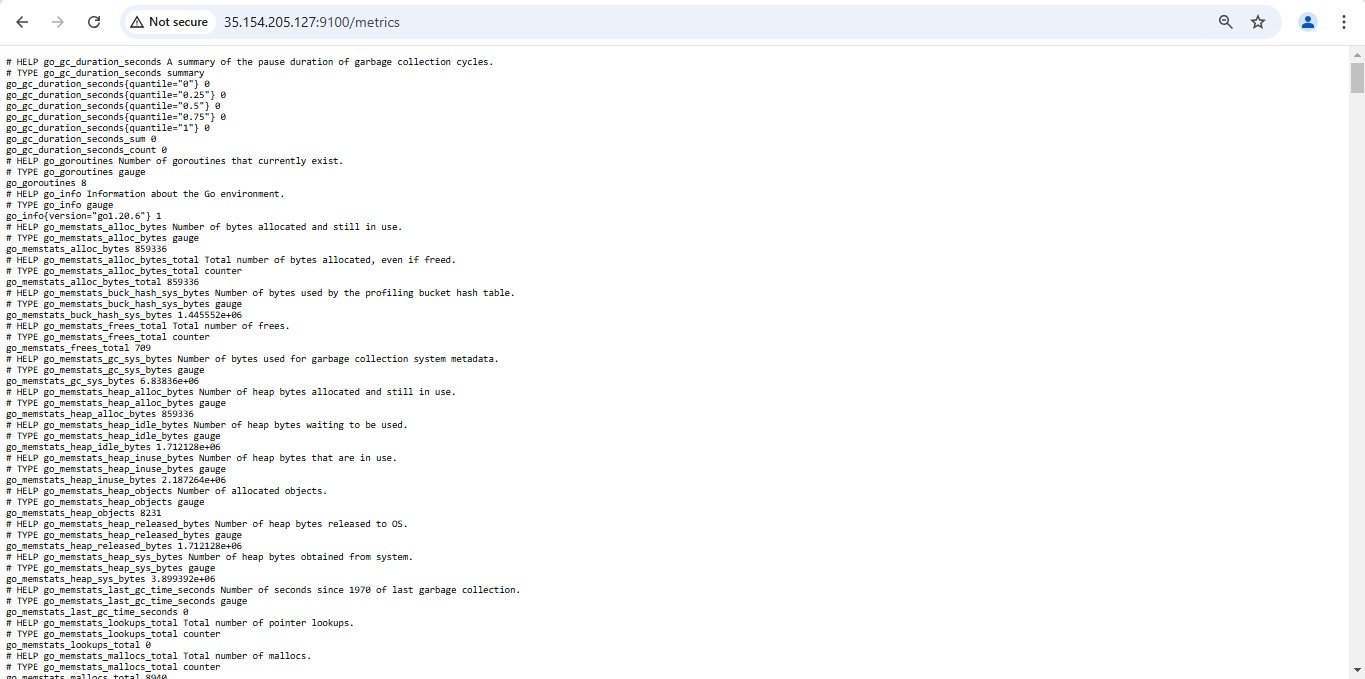 Not secure 35.154.205.127:9100/metrics
# HELP go_gc_duration_seconds A summary of the pause duration of garbage collection cycles.
# TYPE go_gc_duration_seconds summary
go_gc_duration_seconds{quantile="0"} 0
go_gc_duration_seconds{quantile="0.25"} 0
go_gc_duration_seconds{quantile="0.5"} 0
go_gc_duration_seconds{quantile="0.75"} 0
go_gc_duration_seconds{quantile="1"} 0
go_gc_duration_seconds_sum 0
go_gc_duration_seconds_count 0
# HELP go_goroutines Number of goroutines that currently exist.
# TYPE go_goroutines gauge
go_goroutines 8
# HELP go_info Information about the Go environment.
# TYPE go_info gauge
go_info{version="go1.20.6"} 1
# HELP go_memstats_alloc_bytes Number of bytes allocated and still in use.
# TYPE go_memstats_alloc_bytes gauge
go_memstats_alloc_bytes 859336
# HELP go_memstats_alloc_bytes_total Total number of bytes allocated, even if freed.
# TYPE go_memstats_alloc_bytes_total counter
go_memstats_alloc_bytes_total 859336
# HELP go_memstats_buck_hash_sys_bytes Number of bytes used by the profiling bucket hash table.
# TYPE go_memstats_buck_hash_sys_bytes gauge
go_memstats_buck_hash_sys_bytes 1.445552e+06
# HELP go_memstats_frees_total Total number of frees.
# TYPE go_memstats_frees_total counter
go_memstats_frees_total 709
# HELP go_memstats_gc_sys_bytes Number of bytes used for garbage collection system metadata.
# TYPE go_memstats_gc_sys_bytes gauge
go_memstats_gc_sys_bytes 6.83836e+06
# HELP go_memstats_heap_alloc_bytes Number of heap bytes allocated and still in use.
# TYPE go_memstats_heap_alloc_bytes gauge
go_memstats_heap_alloc_bytes 859336
# HELP go_memstats_heap_idle_bytes Number of heap bytes waiting to be used.
# TYPE go_memstats_heap_idle_bytes gauge
go_memstats_heap_idle_bytes 1.712128e+06
# HELP go_memstats_heap_inuse_bytes Number of heap bytes that are in use.
# TYPE go_memstats_heap_inuse_bytes gauge
go_memstats_heap_inuse_bytes 2.187264e+06
# HELP go_memstats_heap_objects Number of allocated objects.
# TYPE go_memstats_heap_objects gauge
go_memstats_heap_objects 8231
# HELP go_memstats_heap_released_bytes Number of heap bytes released to OS.
# TYPE go_memstats_heap_released_bytes gauge
go_memstats_heap_released_bytes 1.712128e+06
# HELP go_memstats_heap_sys_bytes Number of heap bytes obtained from system.
# TYPE go_memstats_heap_sys_bytes gauge
go_memstats_heap_sys_bytes 3.899392e+06
# HELP go_memstats_last_gc_time_seconds Number of seconds since 1970 of last garbage collection.
# TYPE go_memstats_last_gc_time_seconds gauge
go_memstats_last_gc_time_seconds 0
# HELP go_memstats_lookups_total Total number of pointer lookups.
# TYPE go_memstats_lookups_total counter
go_memstats_lookups_total 0
# HELP go_memstats_mallocs_total Total number of mallocs.
# TYPE go_memstats_mallocs_total counter
go_memstats_mallocs_total 8940